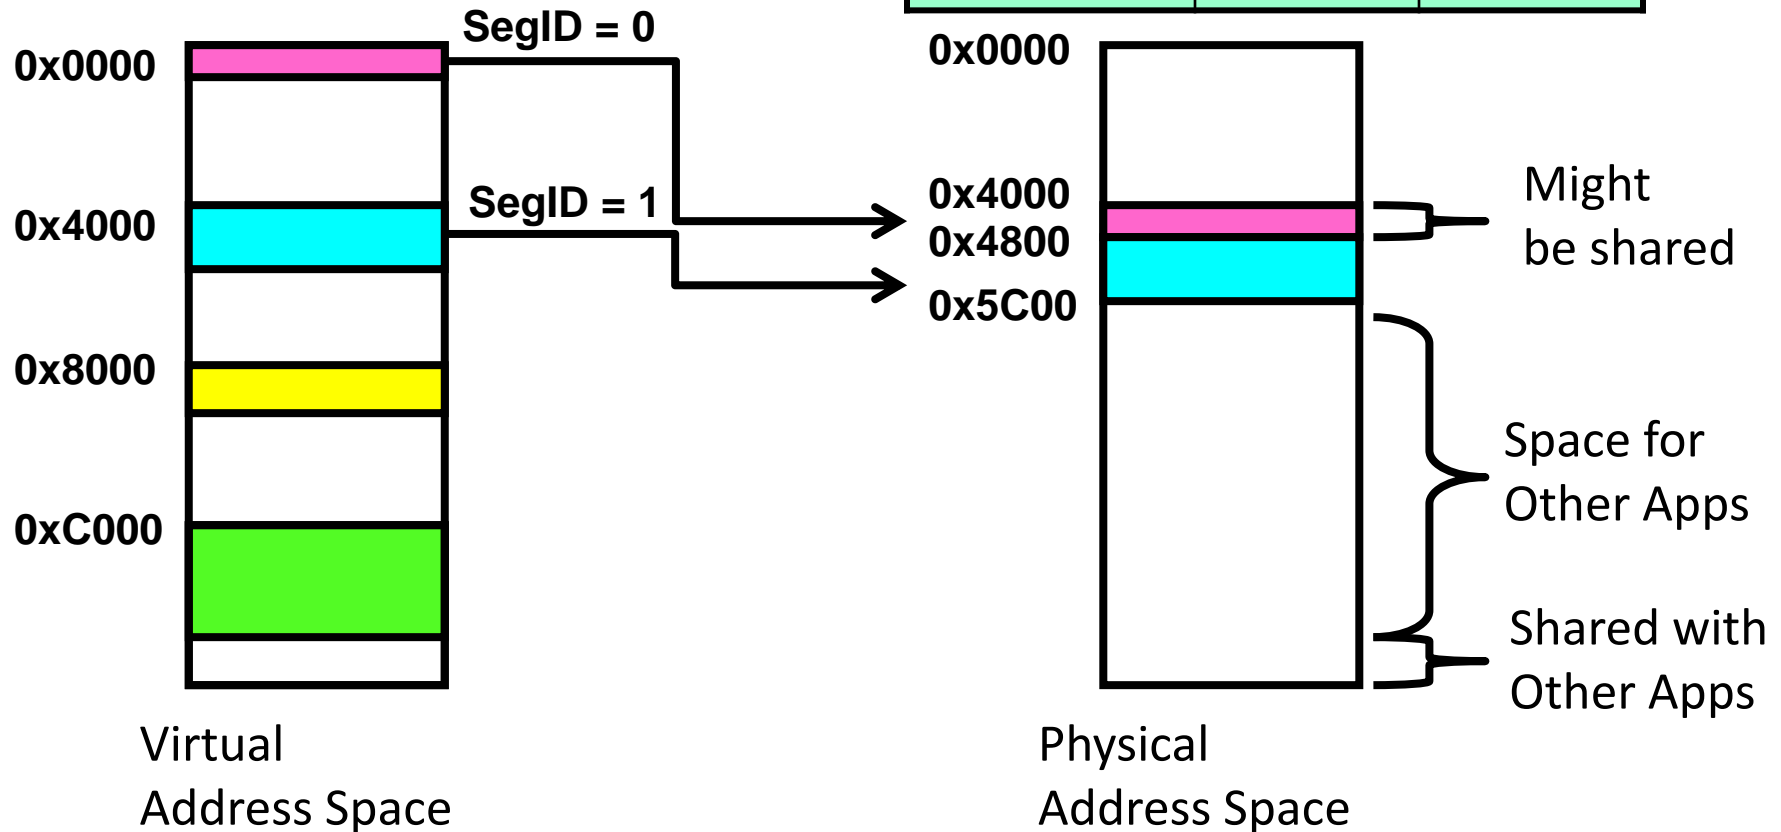 SegID = 0
0x0000
0x0000
0x4000
SegID = 1
0x4000
0x4800
0x5C00
0x8000
0xC000
Might
be shared
Space for
Other Apps
Shared with
Other Apps
Virtual
Address Space
Physical
Address Space